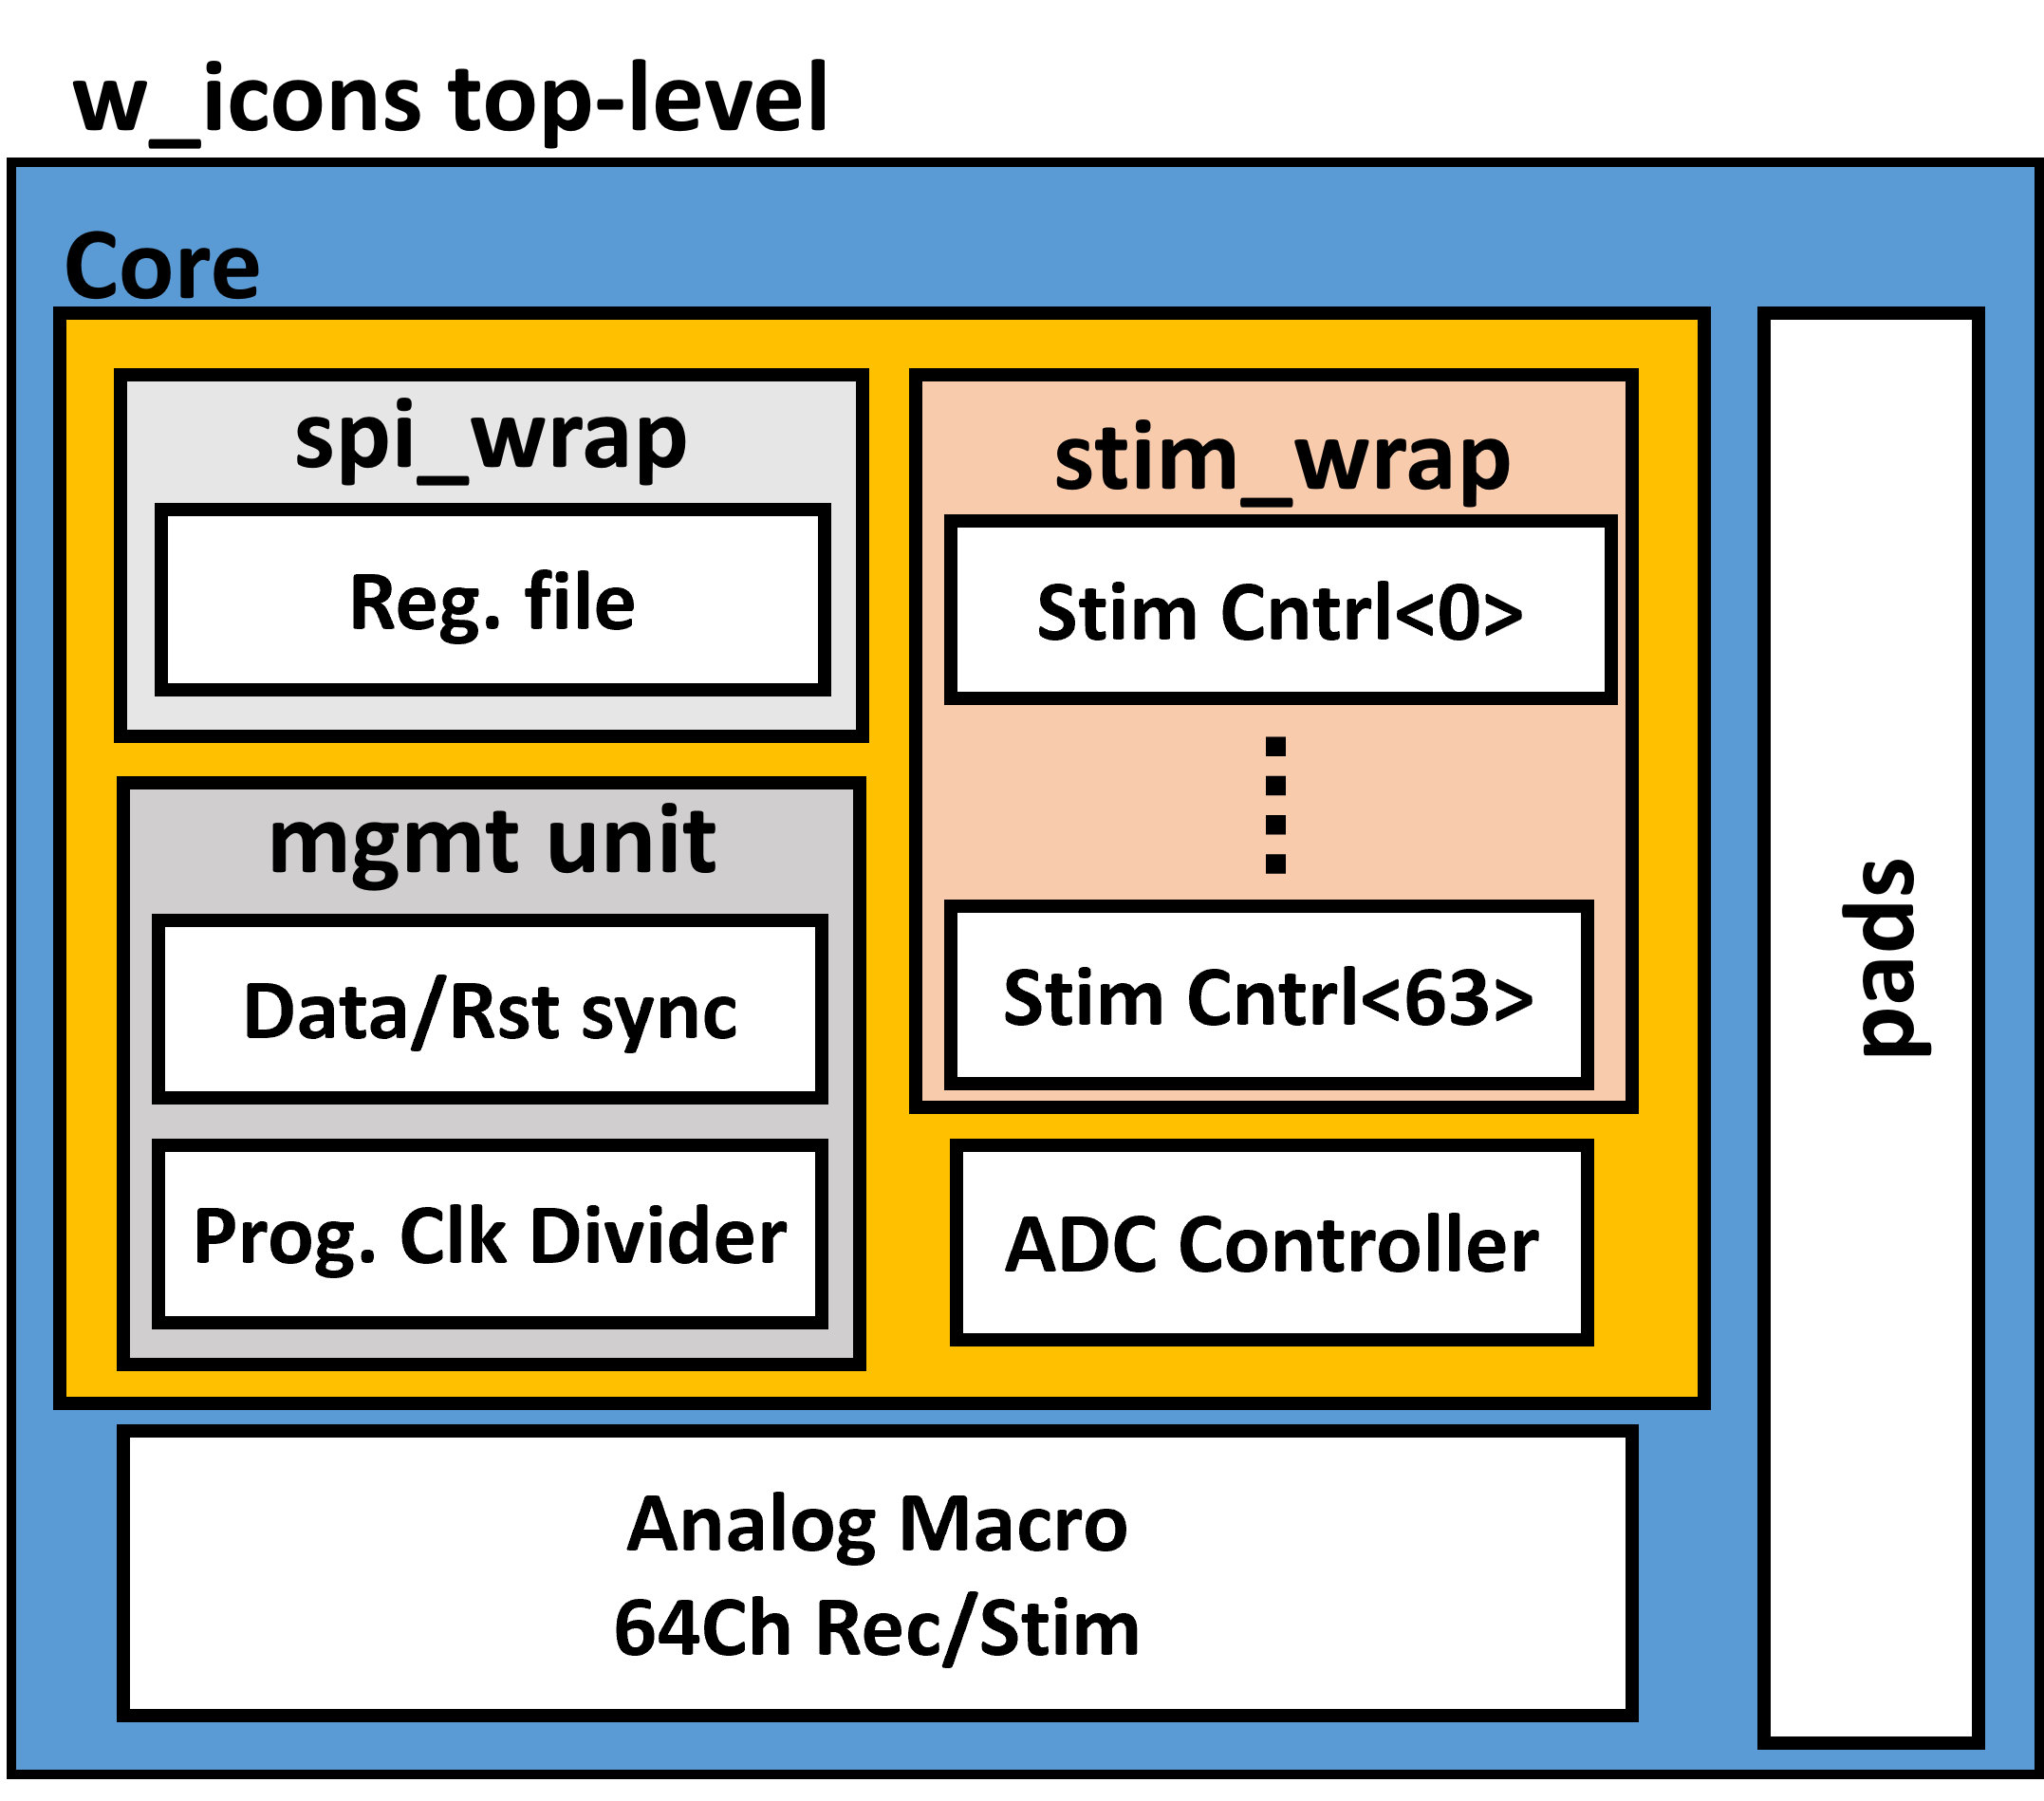 w_icons top-level
Core
spi_wrap
Reg. file
mgmt unit
Data/Rst sync
Prog. Clk Divider
stim_wrap
Stim Cntrl<0>
Stim Cntrl<63>
ADC Controller
Analog Macro
64Ch Rec/Stim
pads